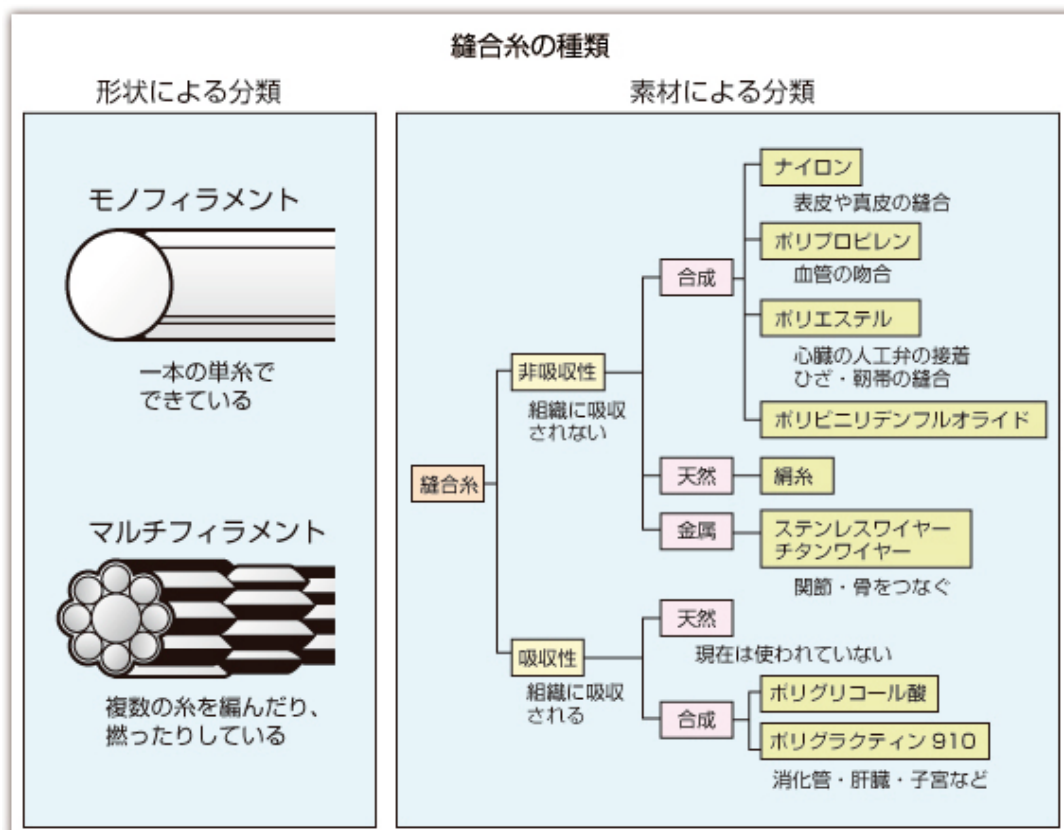 縫合糸の種類
形状による分類
モノフィラメント
一本の単糸で
できている
マルチフィラメント
複数の糸を編んだり、
撚ったりしている
素材による分類
縫合糸
非吸収性
組織に吸収
されない
合成
ナイロン
表皮や真皮の縫合
ポリプロピレン
血管の吻合
ポリエステル
心臓の人工弁の接着
ひざ・靭帯の縫合
ポリビニリデンフルオライド
天然
絹糸
金属
ステンレスワイヤー
チタンワイヤー
関節・骨をつなぐ
吸収性
組織に吸収
される
天然
現在は使われていない
合成
ポリグリコール酸
ポリグラクティン 910
消化管・肝臓・子宮など